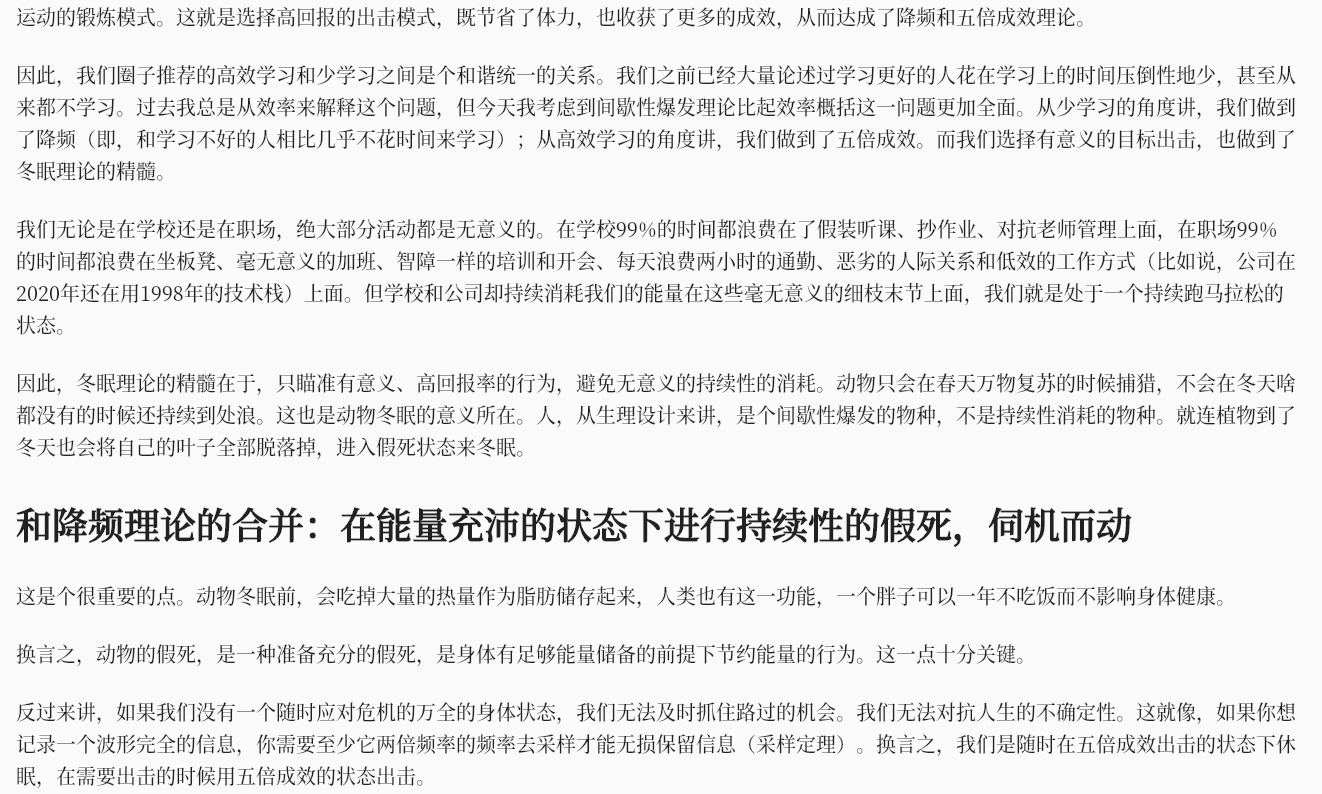 运动的锻炼模式。这就是选择高回报的出击模式，既节省了体力，也收获了更多的成效，从而达成了降频和五倍成效理论。
因此，我们圈子推荐的高效学习和少学习之间是个和谐统一的关系。我们之前已经大量论述过学习更好的人花在学习上的时间压倒性地少，甚至从
来都不学习。过去我总是从效率来解释这个问题，但今天我考虑到间歇性爆发理论比起效率概括这一问题更加全面。从少学习的角度讲，我们做到
了降频（即，和学习不好的人相比几乎不花时间来学习）；从高效学习的角度讲，我们做到了五倍成效。而我们选择有意义的目标出击，也做到了
冬眠理论的精髓。
我们无论是在学校还是在职场，绝大部分活动都是无意义的。在学校99%的时间都浪费在了假装听课、抄作业、对抗老师管理上面，在职场99%
的时间都浪费在坐板凳、毫无意义的加班、智障一样的培训和开会、每天浪费两小时的通勤、恶劣的人际关系和低效的工作方式（比如说，公司在
2020年还在用1998年的技术栈）上面。但学校和公司却持续消耗我们的能量在这些毫无意义的细枝末节上面，我们就是处于一个持续跑马拉松的
状态。
因此，冬眠理论的精髓在于，只瞄准有意义、高回报率的行为，避免无意义的持续性的消耗。动物只会在春天万物复苏的时候捕猎，不会在冬天啥
都没有的时候还持续到处浪。这也是动物冬眠的意义所在。人，从生理设计来讲，是个间歇性爆发的物种，不是持续性消耗的物种。就连植物到了
冬天也会将自己的叶子全部脱落掉，进入假死状态来冬眠。
和降频理论的合并：在能量充沛的状态下进行持续性的假死，伺机而动
这是个很重要的点。动物冬眠前，会吃掉大量的热量作为脂肪储存起来，人类也有这一功能，一个胖子可以一年不吃饭而不影响身体健康。
换言之，动物的假死，是一种准备充分的假死，是身体有足够能量储备的前提下节约能量的行为。这一点十分关键。
反过来讲，如果我们没有一个随时应对危机的万全的身体状态，我们无法及时抓住路过的机会。我们无法对抗人生的不确定性。这就像，如果你想
记录一个波形完全的信息，你需要至少它两倍频率的频率去采样才能无损保留信息（采样定理）。换言之，我们是随时在五倍成效出击的状态下休
眠，在需要出击的时候用五倍成效的状态出击。